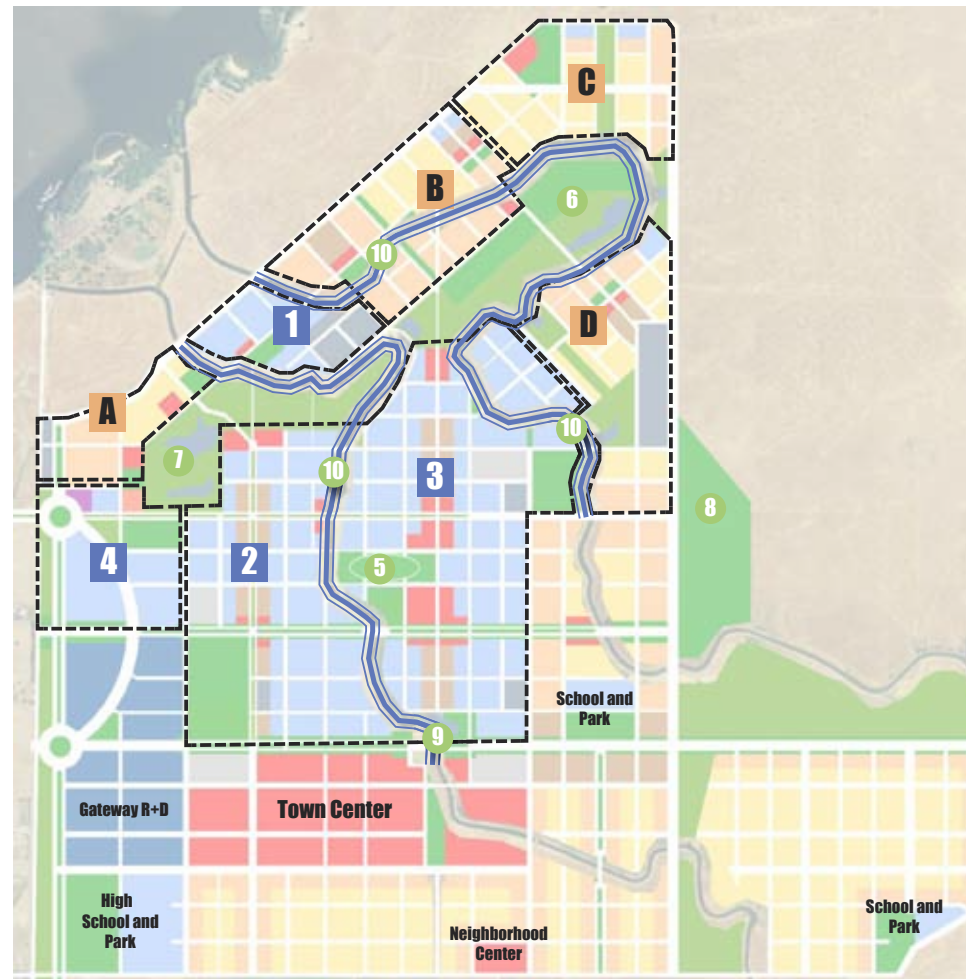 C
B
6
10
1
D
A
10
7
10
3
8
4
2
5
School and
Park
9
Gateway R+D
Town Center
High
School and
Park
Neighborhood
Center
School and
Park